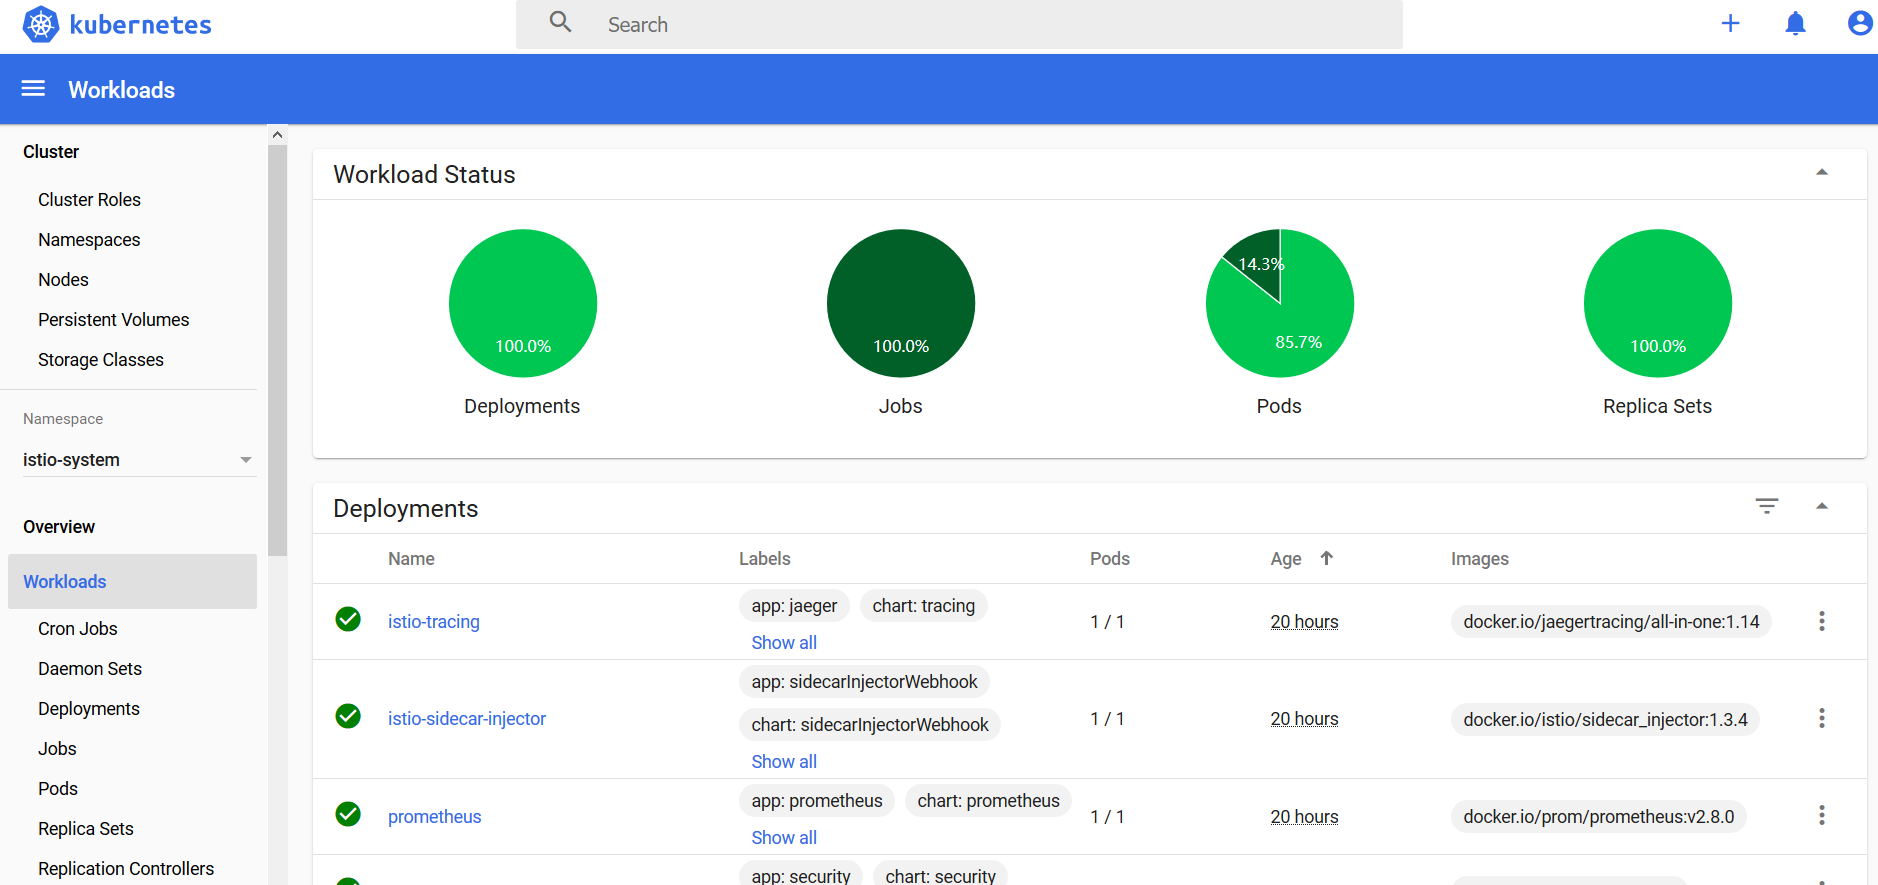 kubernetes
Search
Workloads
Cluster
Cluster Roles
Namespaces
Nodes
Persistent Volumes
Storage Classes
Namespace
istio-system
Overview
Workloads
Cron Jobs
Daemon Sets
Deployments
Jobs
Pods
Replica Sets
Replication Controllers
Workload Status
100.0%
Deployments
100.0%
Jobs
14.3%
85.7%
Pods
100.0%
Replica Sets
Deployments
Name Labels Pods Age Images
istio-tracing
app: jaeger chart: tracing
Show all
1 / 1
20 hours
docker.io/jaegertracing/all-in-one:1.14
istio-sidecar-injector
app: sidecarInjectorWebhook
chart: sidecarInjectorWebhook
Show all
1 / 1
20 hours
docker.io/istio/sidecar_injector:1.3.4
prometheus
app: prometheus chart: prometheus
Show all
1 / 1
20 hours
docker.io/prom/prometheus:v2.8.0
app: security chart: security